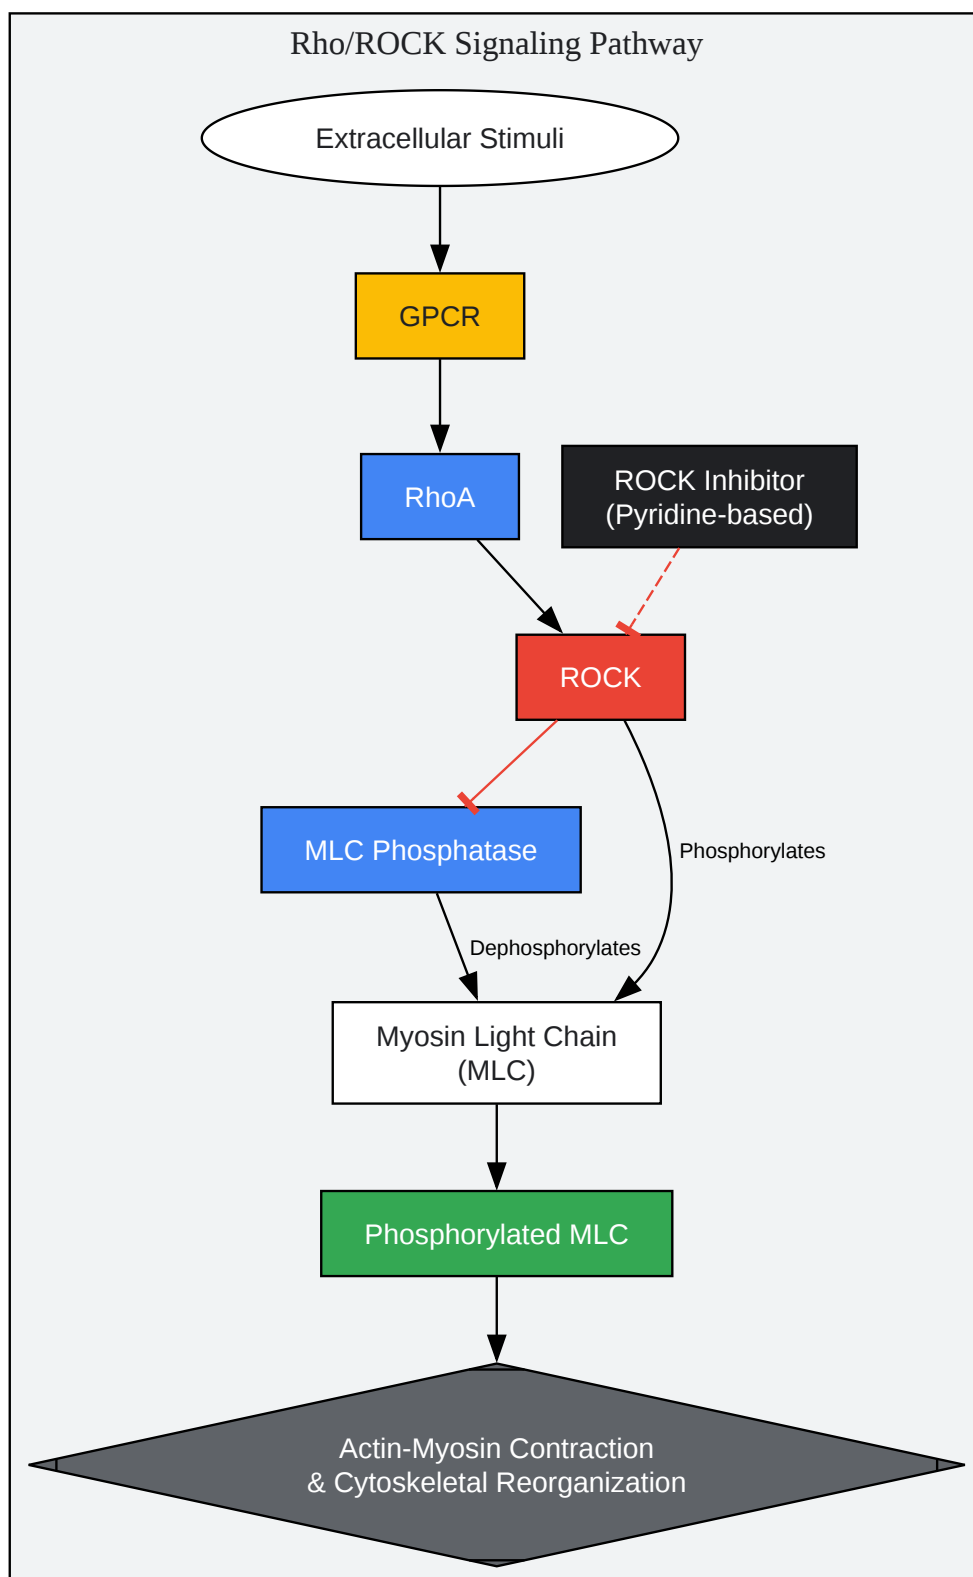 Rho/ROCK Signaling Pathway
Extracellular Stimuli
GPCR
RhoA
ROCK Inhibitor
(Pyridine-based)
ROCK
MLC Phosphatase
Phosphorylates
Dephosphorylates
Myosin Light Chain
(MLC)
Phosphorylated MLC
Actin-Myosin Contraction
& Cytoskeletal Reorganization